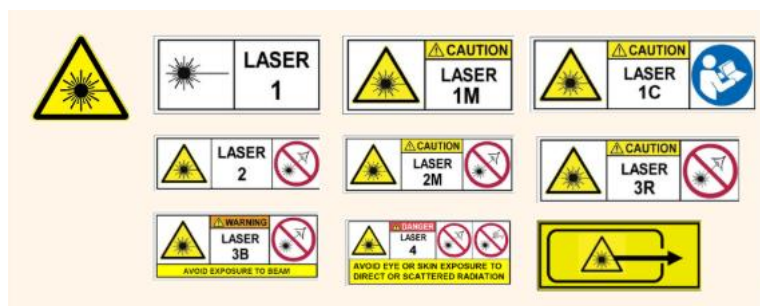 LASER
1
CAUTION
LASER
1M
CAUTION
LASER
1C
LASER
2
CAUTION
LASER
2M
CAUTION
LASER
3R
WARNING
LASER
3B
AVOID EXPOSURE TO BEAM
DANGER
LASER
4
AVOID EYE OR SKIN EXPOSURE TO
DIRECT OR SCATTERED RADIATION